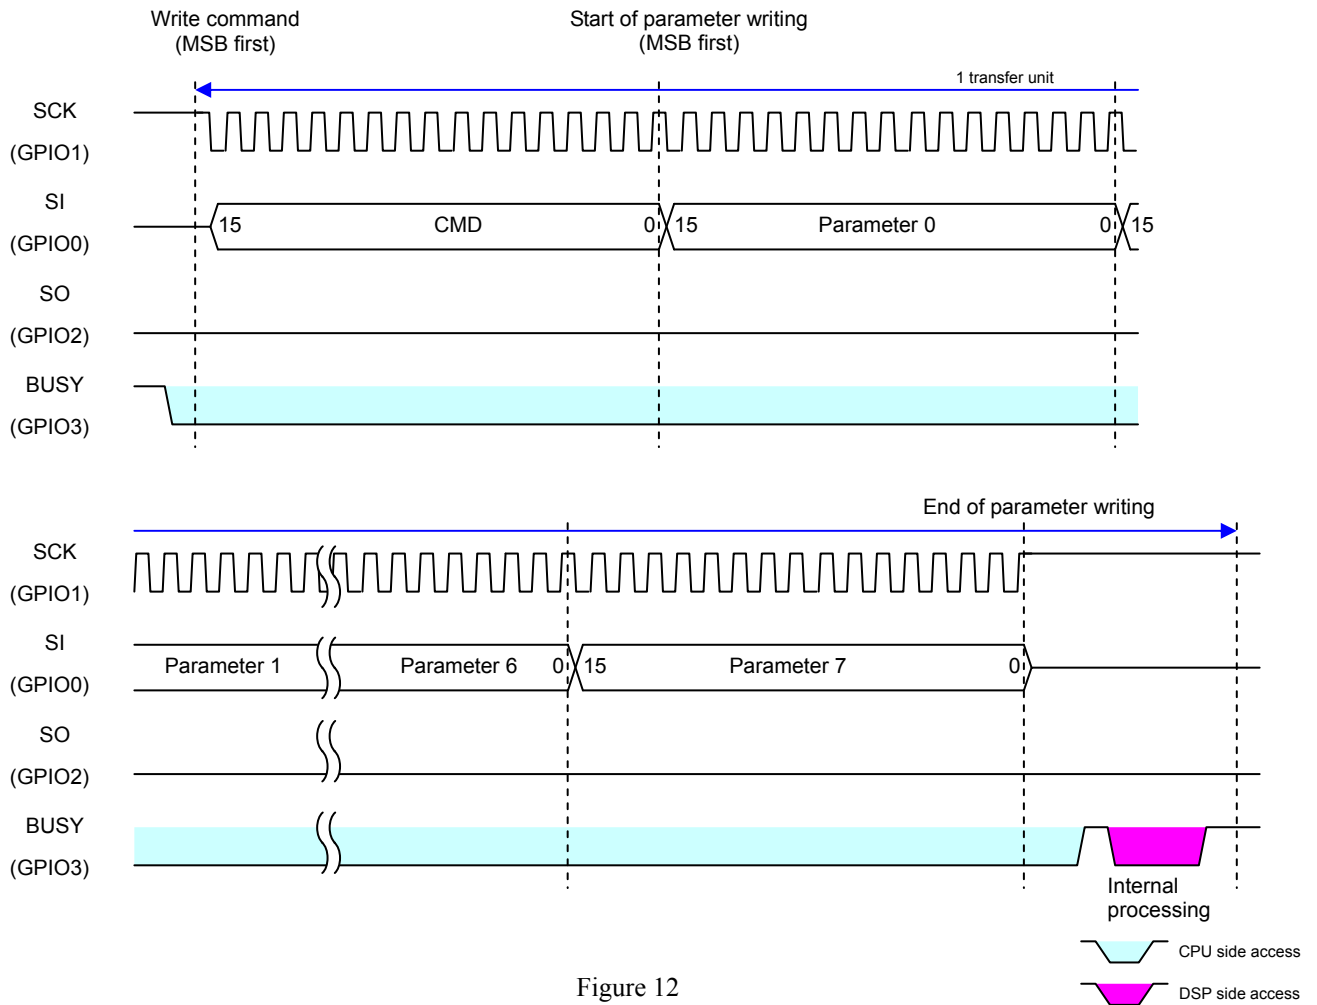 Write command
(MSB first)
Start of parameter writing
(MSB first)
1 transfer unit
SCK
(GPIO1)
SI
(GPIO0)
15 CMD 0 15 Parameter 0 0 15
SO
(GPIO2)
BUSY
(GPIO3)
End of parameter writing
SCK
(GPIO1)
SI
(GPIO0)
Parameter 1 Parameter 6 0 15 Parameter 7 0
SO
(GPIO2)
BUSY
(GPIO3)
Internal
processing
CPU side access
DSP side access
Figure 12